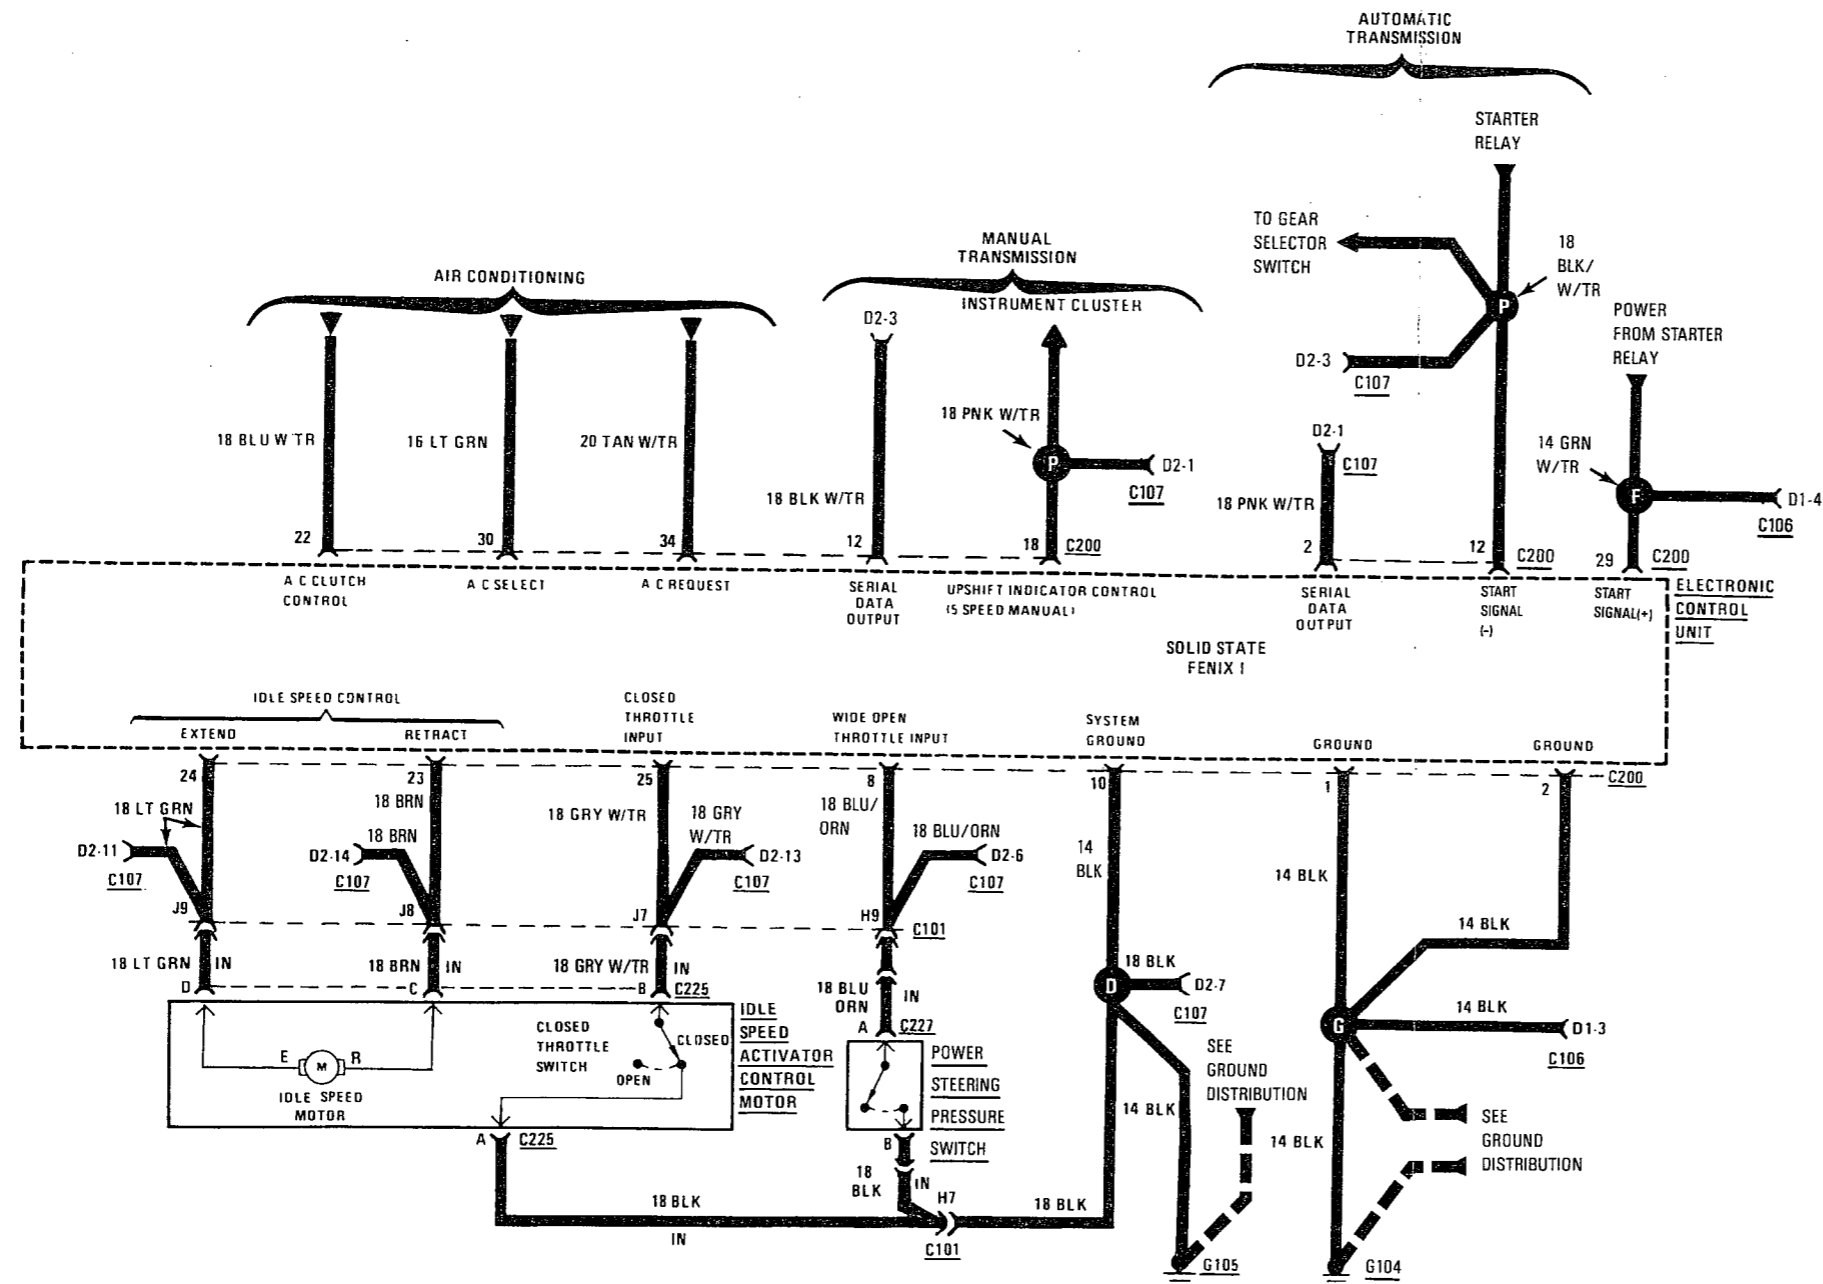 AUTOMATIC
TRANSMISSION
STARTER
RELAY
TO GEAR
SELECTOR
SWITCH
18
BLK/
W/TR
P
MANUAL
TRANSMISSION
AIR CONDITIONING
INSTRUMENT CLUSTER
D2-3
POWER
FROM STARTER
RELAY
D2-3
C107
18 PNK W/TR
D2-1
C107
18 BLU W TR
16 LT GRN
20 TAN W/TR
P
D2-1
C107
14 GRN
W/TR
F
D1-4
C106
18 BLK W/TR
18 PNK W/TR
22
30
34
12
18
C200
2
12
C200
29
C200
A C CLUTCH
CONTROL
A C SELECT
A C REQUEST
SERIAL
DATA
OUTPUT
UPSHIFT INDICATOR CONTROL
(5 SPEED MANUAL)
SERIAL
DATA
OUTPUT
START
SIGNAL
(-)
START
SIGNAL(+)
ELECTRONIC
CONTROL
UNIT
SOLID STATE
FENIX I
IDLE SPEED CONTROL
EXTEND
RETRACT
CLOSED
THROTTLE
INPUT
WIDE OPEN
THROTTLE INPUT
SYSTEM
GROUND
GROUND
GROUND
24
23
25
8
10
1
2
C200
18 LT GRN
18 BRN
18 GRY W/TR
18 BLU/
ORN
D2-11
C107
18 BRN
D2-14
C107
18 GRY
W/TR
D2-13
C107
18 BLU/ORN
D2-6
C107
14
BLK
14 BLK
14 BLK
J9
J8
J7
H9
C101
18 LT GRN
IN
18 BRN
IN
18 GRY W/TR
IN
18 BLU
ORN
IN
D
C
B
C225
A
C227
D
18 BLK
D2-7
C107
G
14 BLK
D1-3
C106
IDLE
SPEED
ACTIVATOR
CONTROL
MOTOR
CLOSED
THROTTLE
SWITCH
CLOSED
OPEN
E
M
R
IDLE SPEED
MOTOR
POWER
STEERING
PRESSURE
SWITCH
SEE
GROUND
DISTRIBUTION
14 BLK
14 BLK
SEE
GROUND
DISTRIBUTION
A
C225
B
18
BLK
IN
18 BLK
IN
H7
C101
18 BLK
G105
G104